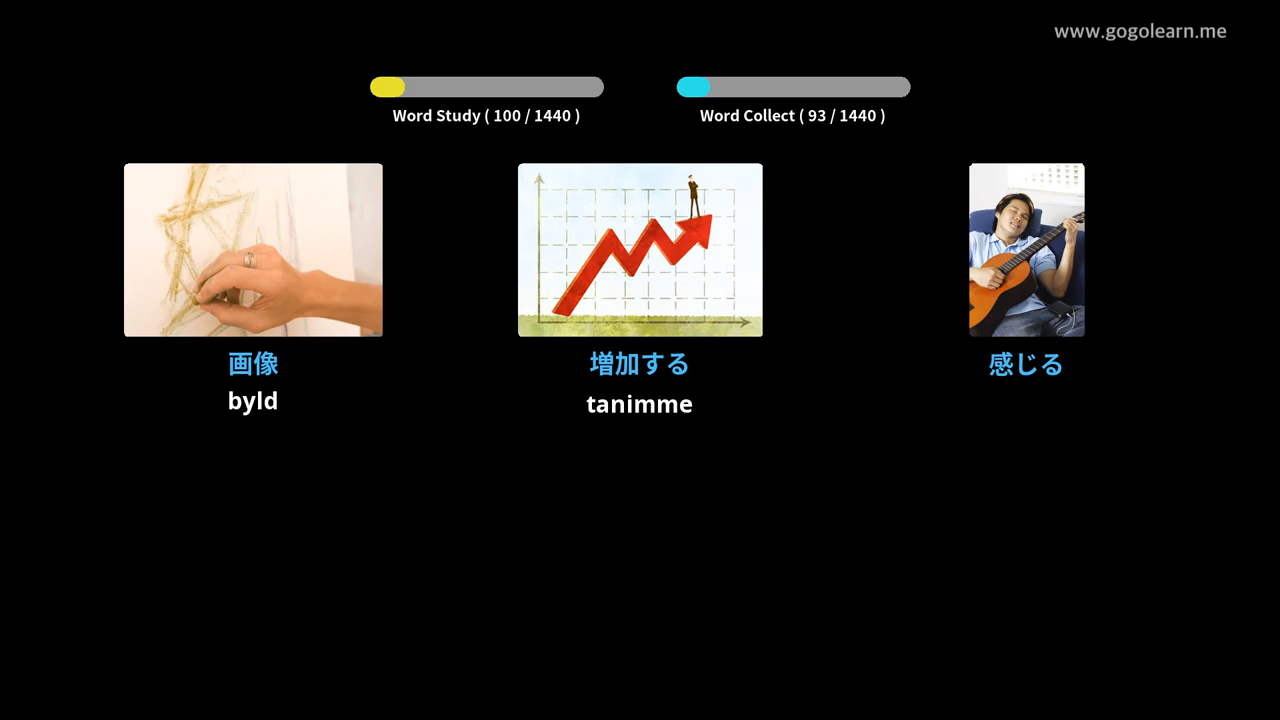 www.gogolearn.me
Word Study ( 100 / 1440 )
Word Collect ( 93 / 1440 )
画像
byld
増加する
tanimme
感じる